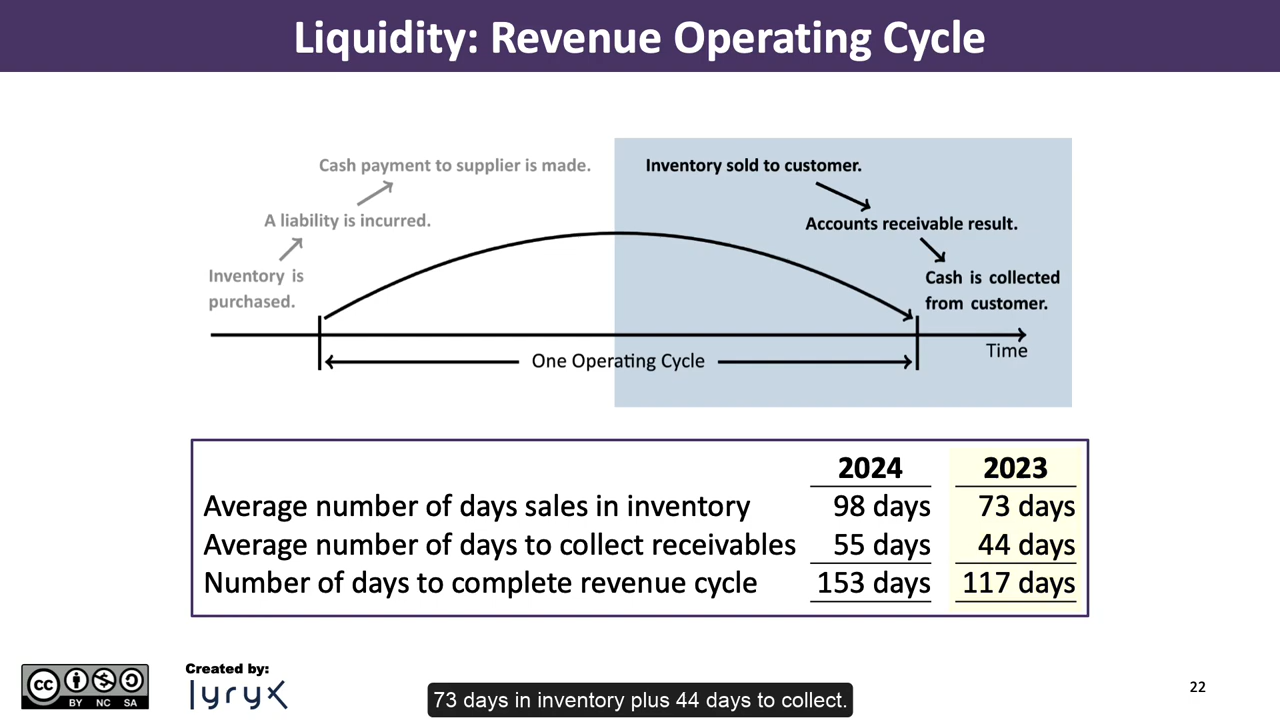 Liquidity: Revenue Operating Cycle
Cash payment to supplier is made.
A liability is incurred.
Inventory is
purchased.
Inventory sold to customer.
Accounts receivable result.
Cash is collected
from customer.
Time
One Operating Cycle
2024 2023
Average number of days sales in inventory 98 days 73 days
Average number of days to collect receivables 55 days 44 days
Number of days to complete revenue cycle 153 days 117 days
cc BY NC SA
Created by:
lyryx
73 days in inventory plus 44 days to collect.
22